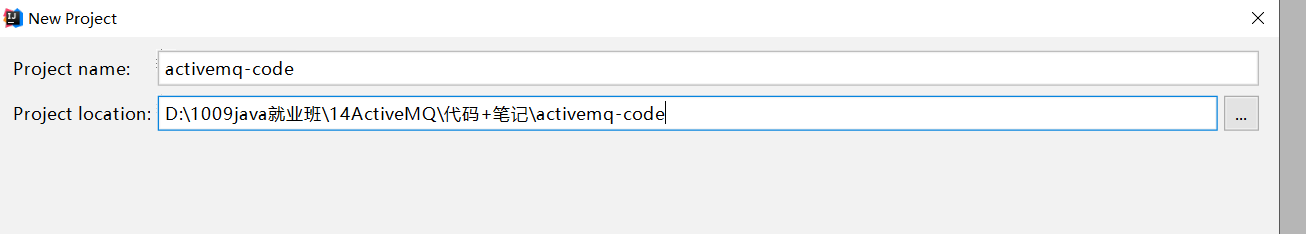 New Project
Project name: activemq-code
Project location: D:\1009java就业班\14ActiveMQ\代码+笔记\activemq-code ...